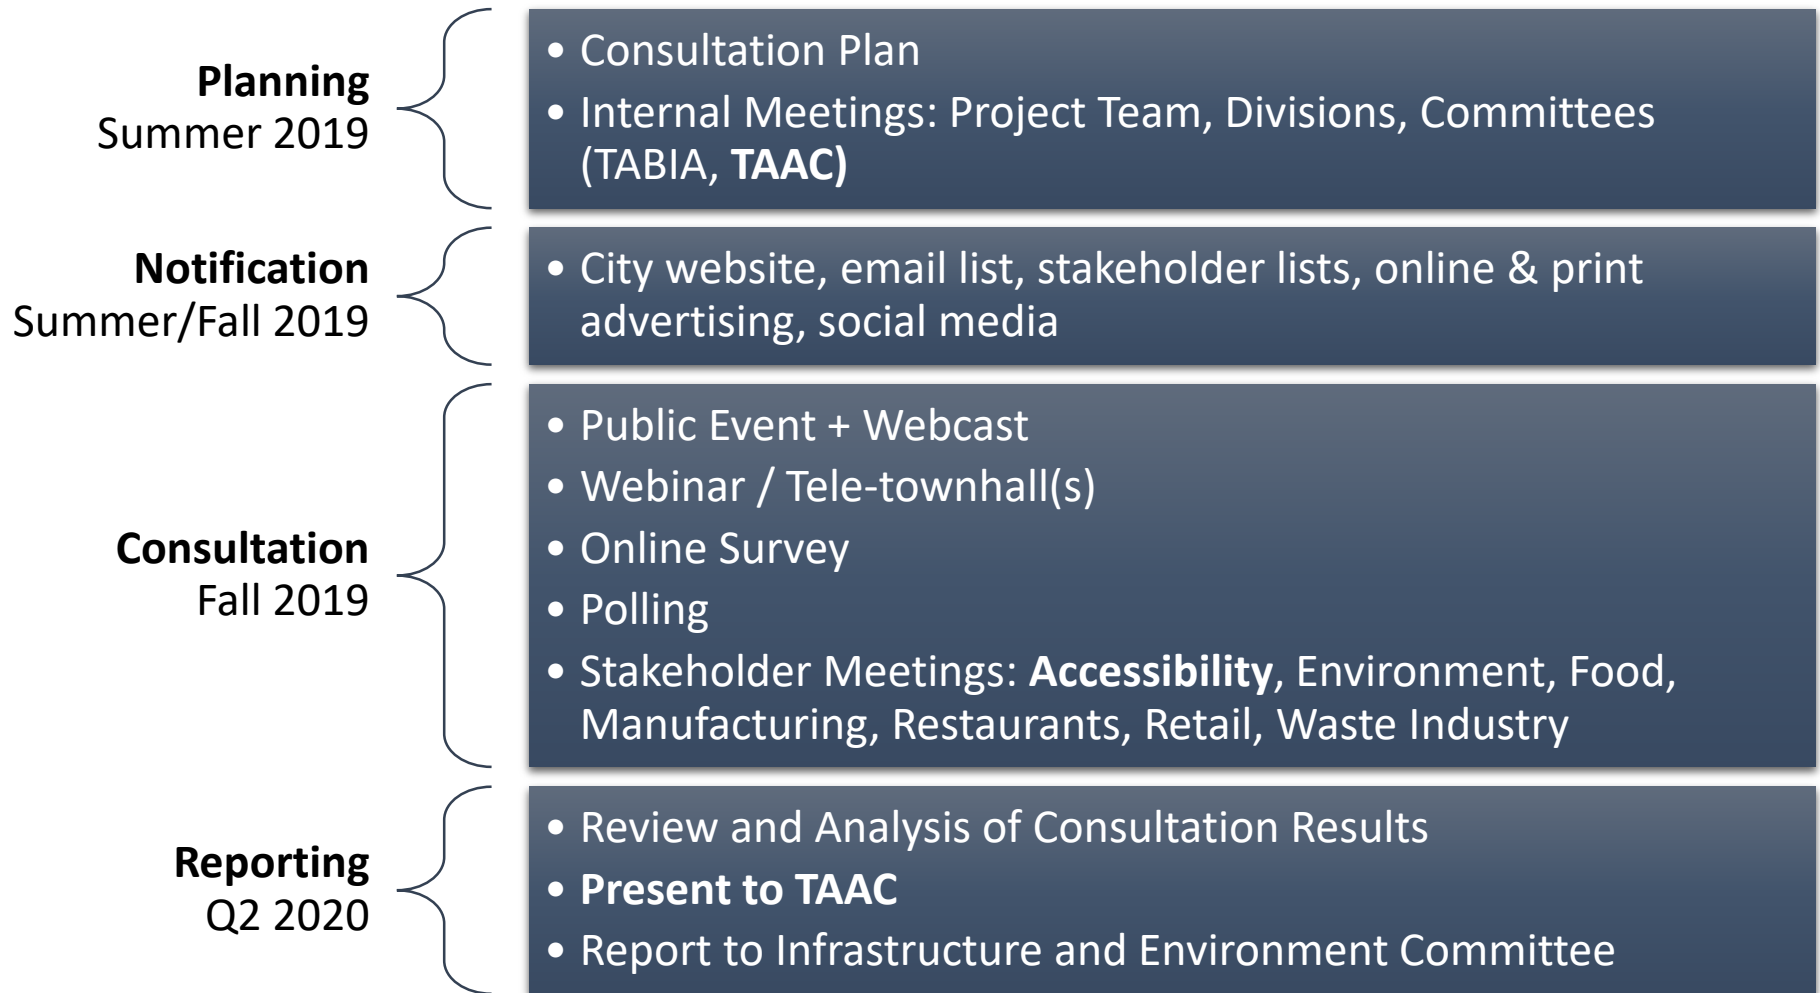 Planning
Summer 2019
• Consultation Plan
• Internal Meetings: Project Team, Divisions, Committees
(TABIA, TAAC)
Notification
Summer/Fall 2019
• City website, email list, stakeholder lists, online & print
advertising, social media
Consultation
Fall 2019
• Public Event + Webcast
• Webinar / Tele-townhall(s)
• Online Survey
• Polling
• Stakeholder Meetings: Accessibility, Environment, Food,
Manufacturing, Restaurants, Retail, Waste Industry
Reporting
Q2 2020
• Review and Analysis of Consultation Results
• Present to TAAC
• Report to Infrastructure and Environment Committee